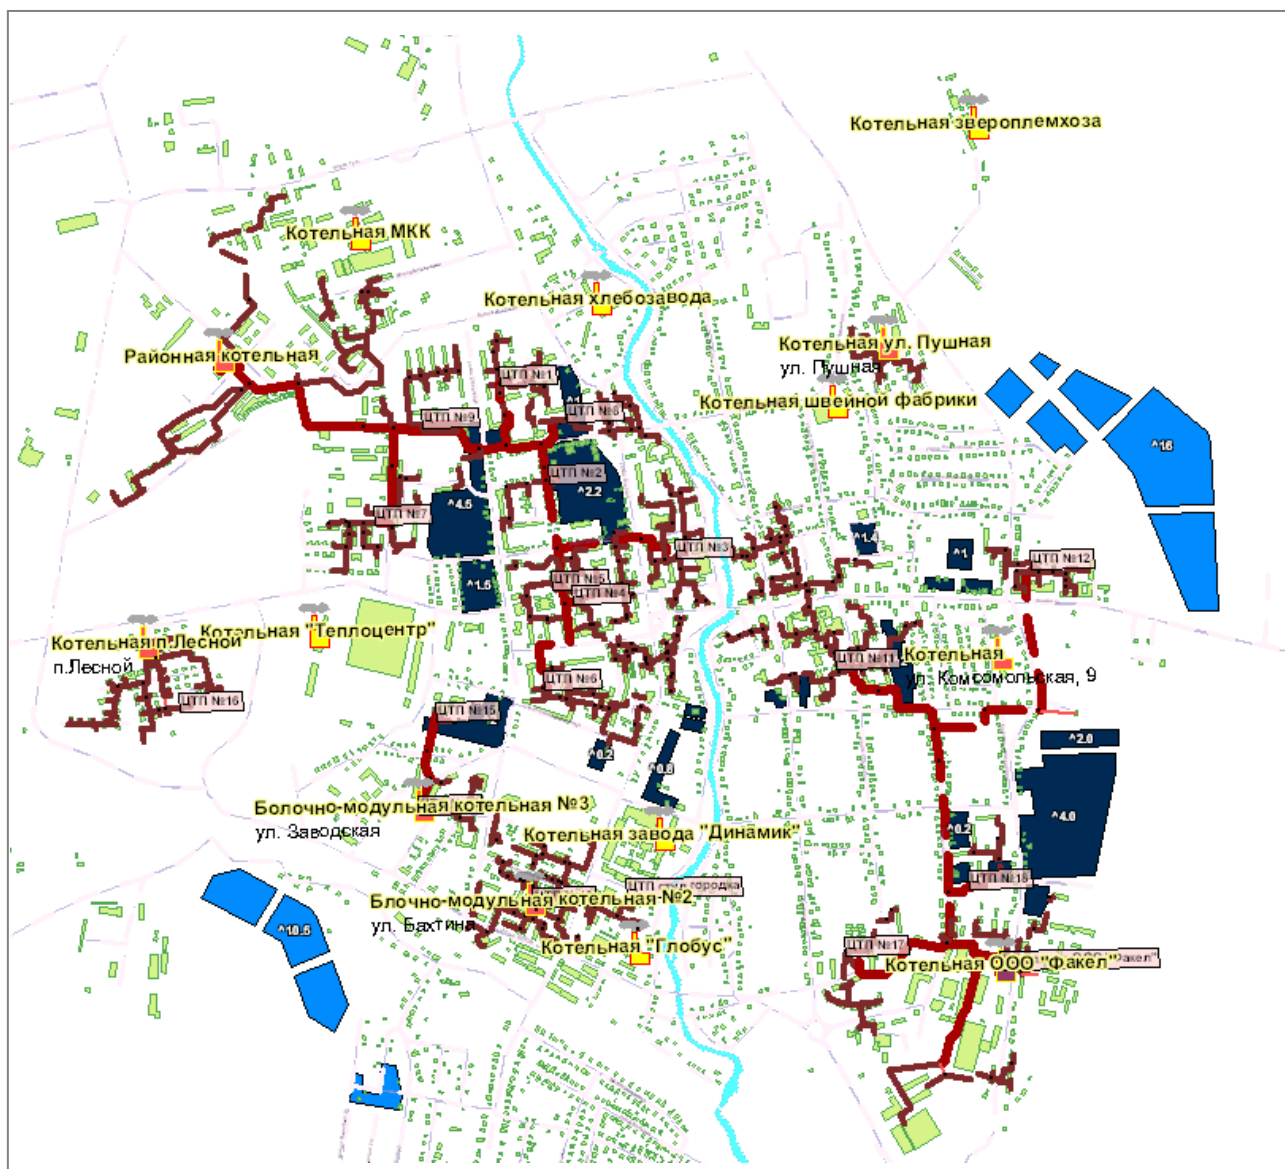 Котельная звероплемхоза
Котельная МКК
Котельная хлебозавода
Районная котельная
Котельная ул. Пушная
ул. Пушная
Котельная швейной фабрики
ЦТП №1
ЦТП №8
ЦТП №9
^16
ЦТП №2
^2.2
^4.5
ЦТП №7
^1.4
ЦТП №3
^1
ЦТП №12
ЦТП №5
^1.5
ЦТП №4
Котельная п.Лесной
п.Лесной
Котельная "Теплоцентр"
ЦТП №11
Котельная
ул. Комсомольская, 9
ЦТП №6
ЦТП №16
ЦТП №15
^2.0
^0.2
Болочно-модульная котельная №3
ул. Заводская
Котельная завода "Динамик"
^0.2
^4.0
ЦТП №18
Блочно-модульная котельная №2
ул. Бахтина
городка
^10.5
Котельная "Глобус"
ЦТП №17
Котельная ООО "Факел"